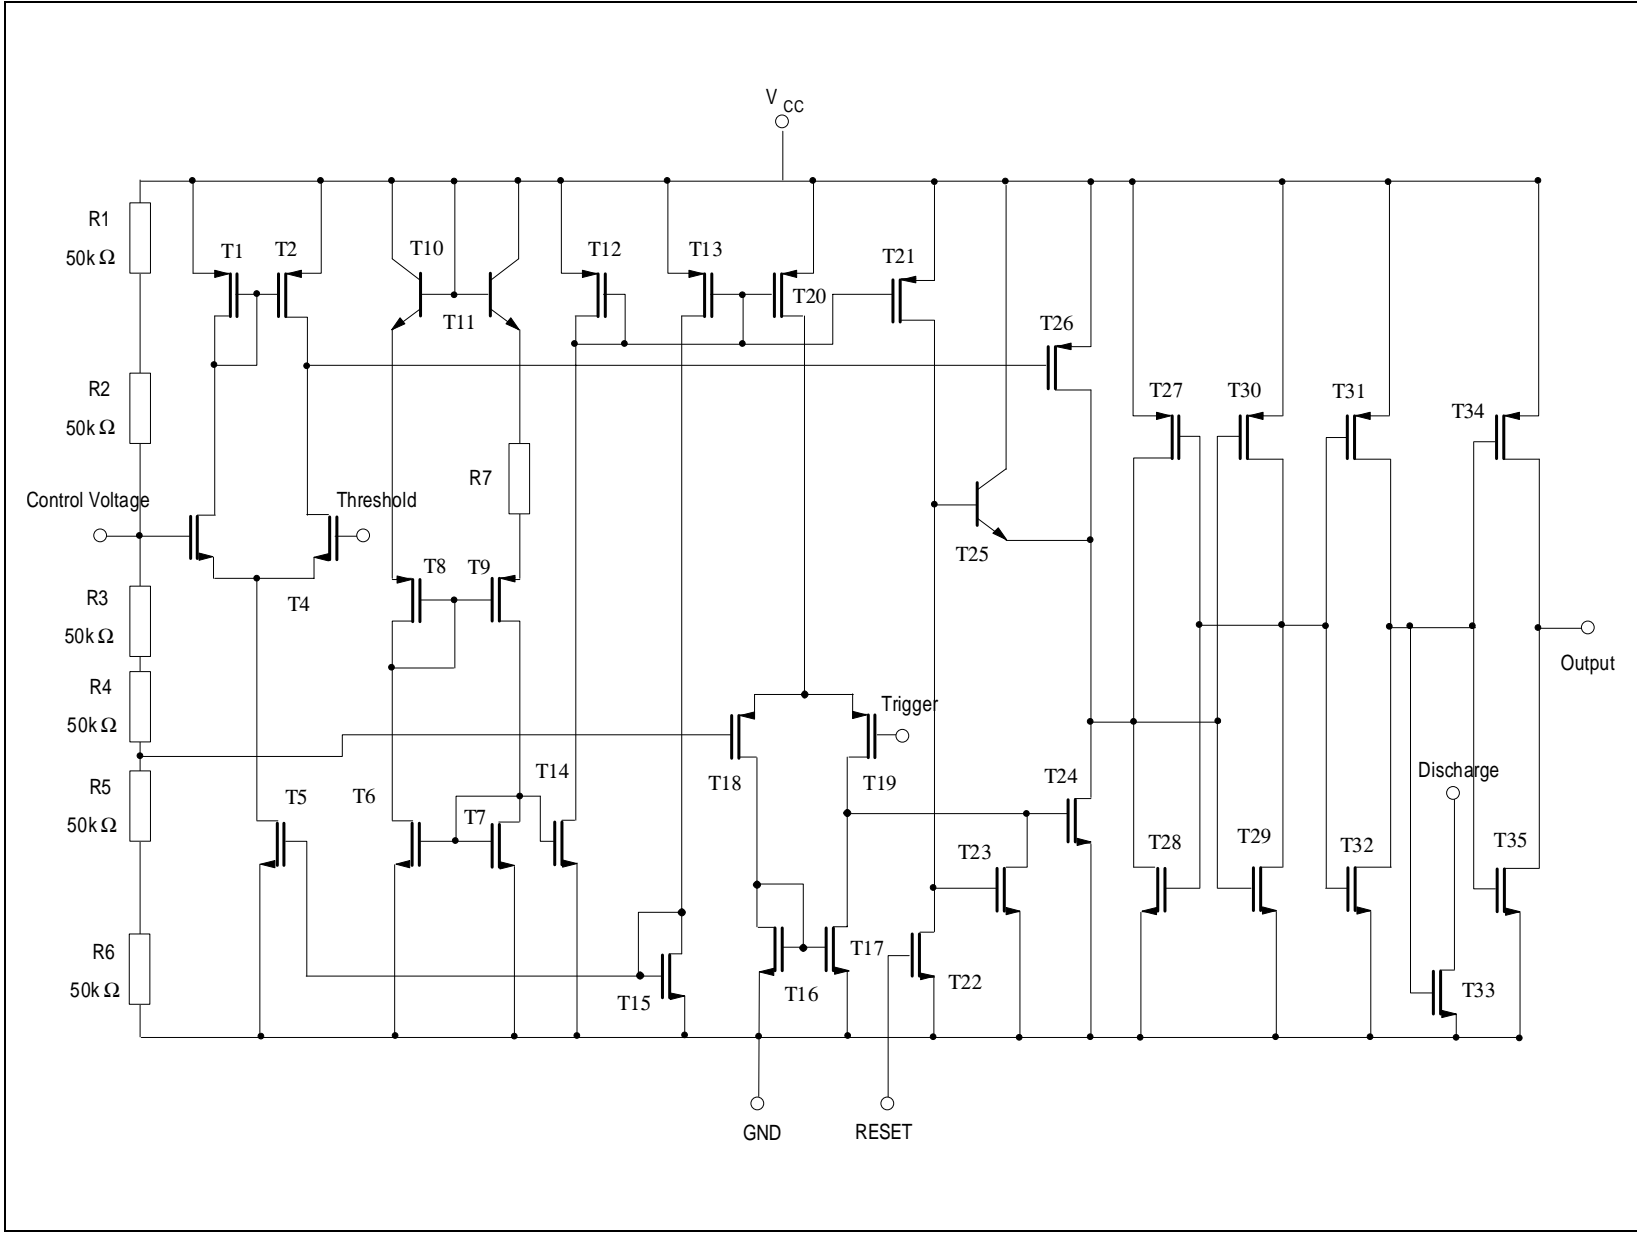 V CC
R1
50k Ω
T1
T2
T10
T11
T12
T13
T20
T21
T26
R2
50k Ω
T27
T30
T31
T34
R7
Control Voltage
Threshold
T25
T8
T9
T4
R3
50k Ω
Output
R4
50k Ω
Trigger
T18
T19
T14
T24
Discharge
R5
50k Ω
T5
T6
T7
T23
T28
T29
T32
T35
R6
50k Ω
T17
T16
T15
T22
T33
GND
RESET